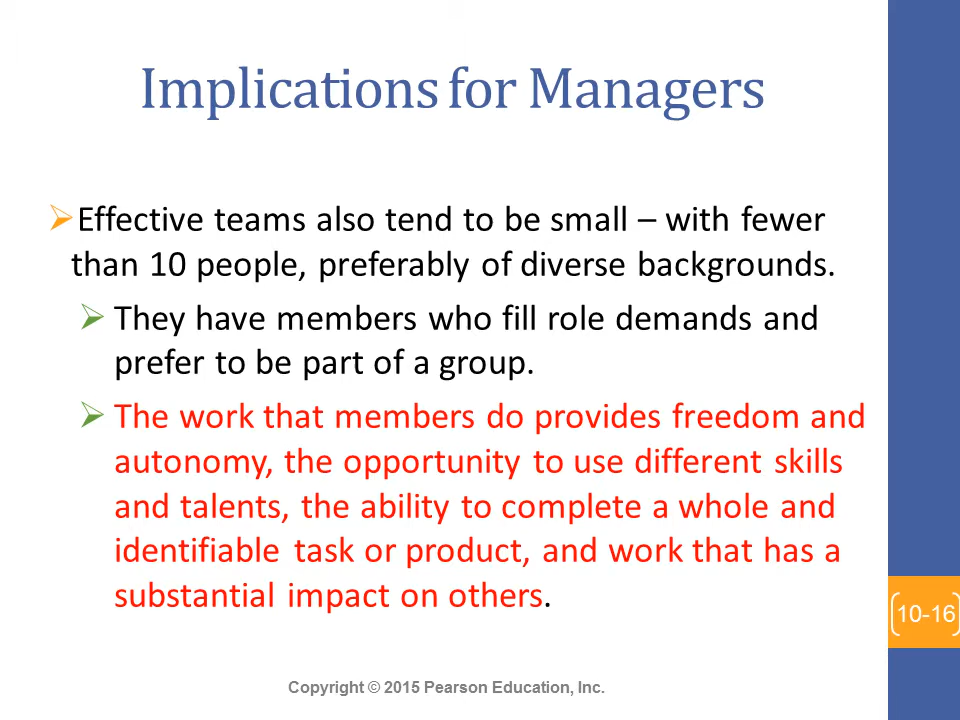 Implications for Managers
Effective teams also tend to be small – with fewer
than 10 people, preferably of diverse backgrounds.
They have members who fill role demands and
prefer to be part of a group.
The work that members do provides freedom and
autonomy, the opportunity to use different skills
and talents, the ability to complete a whole and
identifiable task or product, and work that has a
substantial impact on others.
10-16
Copyright © 2015 Pearson Education, Inc.